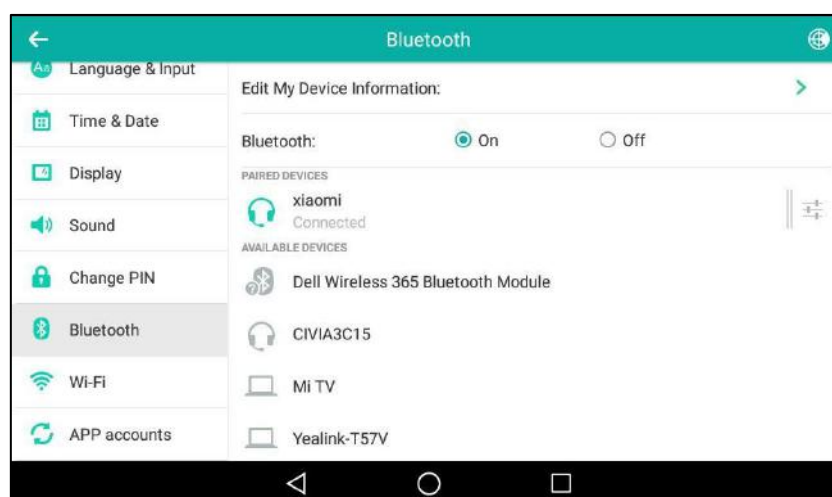 Bluetooth
Aa Language & Input
Time & Date
Display
Sound
Change PIN
Bluetooth
Wi-Fi
APP accounts
Edit My Device Information:
Bluetooth: On Off
PAIRED DEVICES
xiaomi
Connected
AVAILABLE DEVICES
Dell Wireless 365 Bluetooth Module
CIVIA3C15
Mi TV
Yealink-T57V